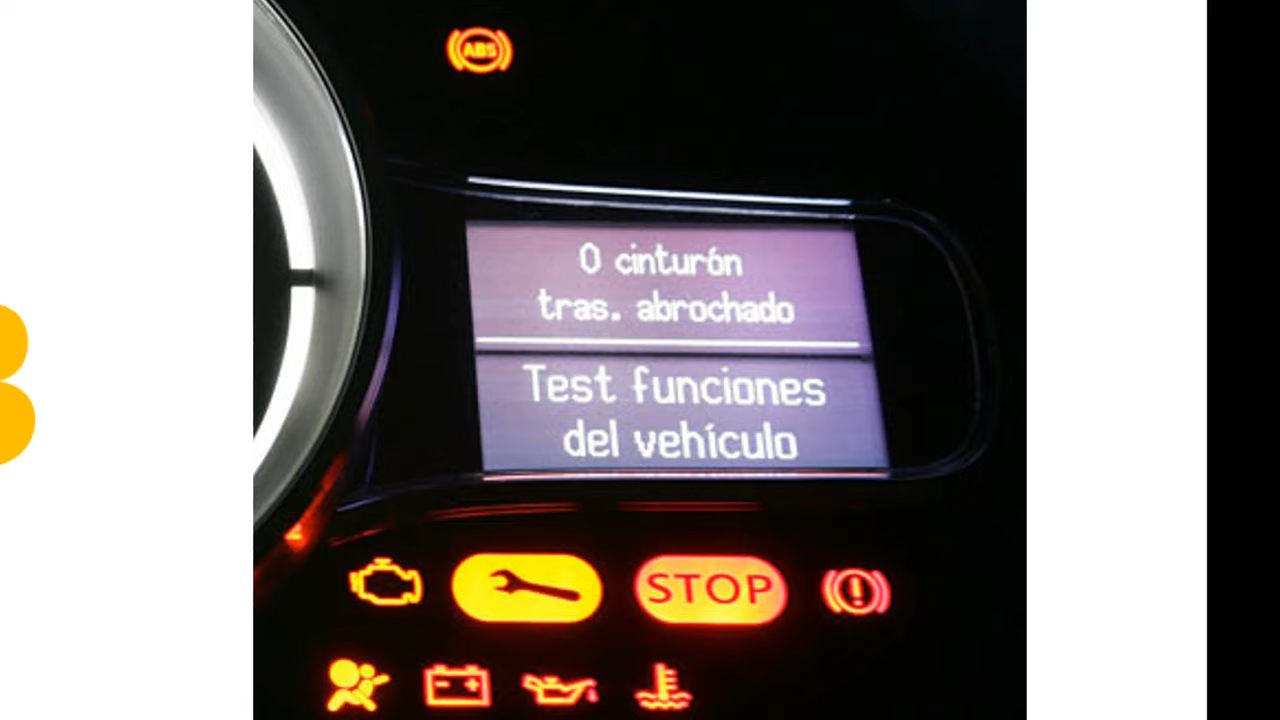 ABS
0 cinturón
tras. abrochado
Test funciones
del vehículo
STOP